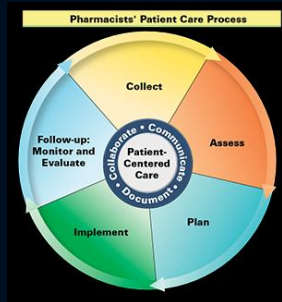 Pharmacists' Patient Care Process
Collect
Assess
Plan
Implement
Follow-up:
Monitor and
Evaluate
Collaborate • Communicate • Document •
Patient-
Centered
Care